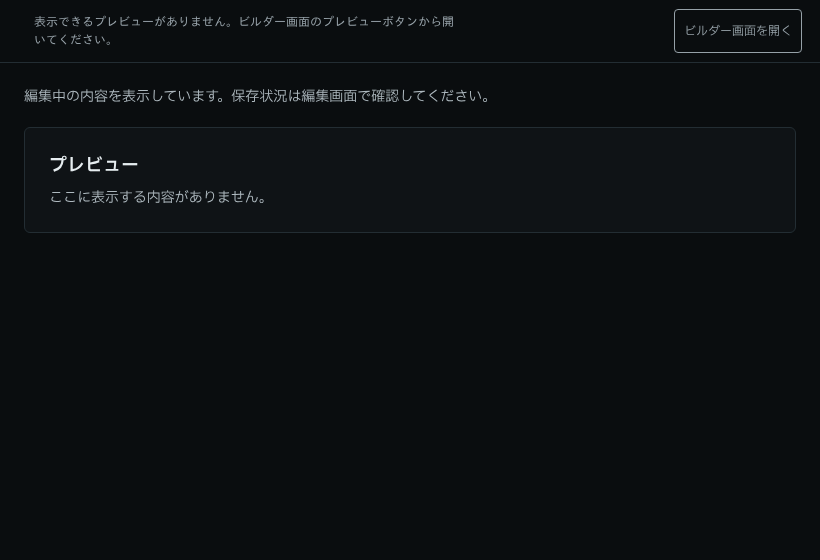 表示できるプレビューがありません。ビルダー画面のプレビューボタンから開
いてください。
ビルダー画面を開く
編集中の内容を表示しています。保存状況は編集画面で確認してください。
プレビュー
ここに表示する内容がありません。